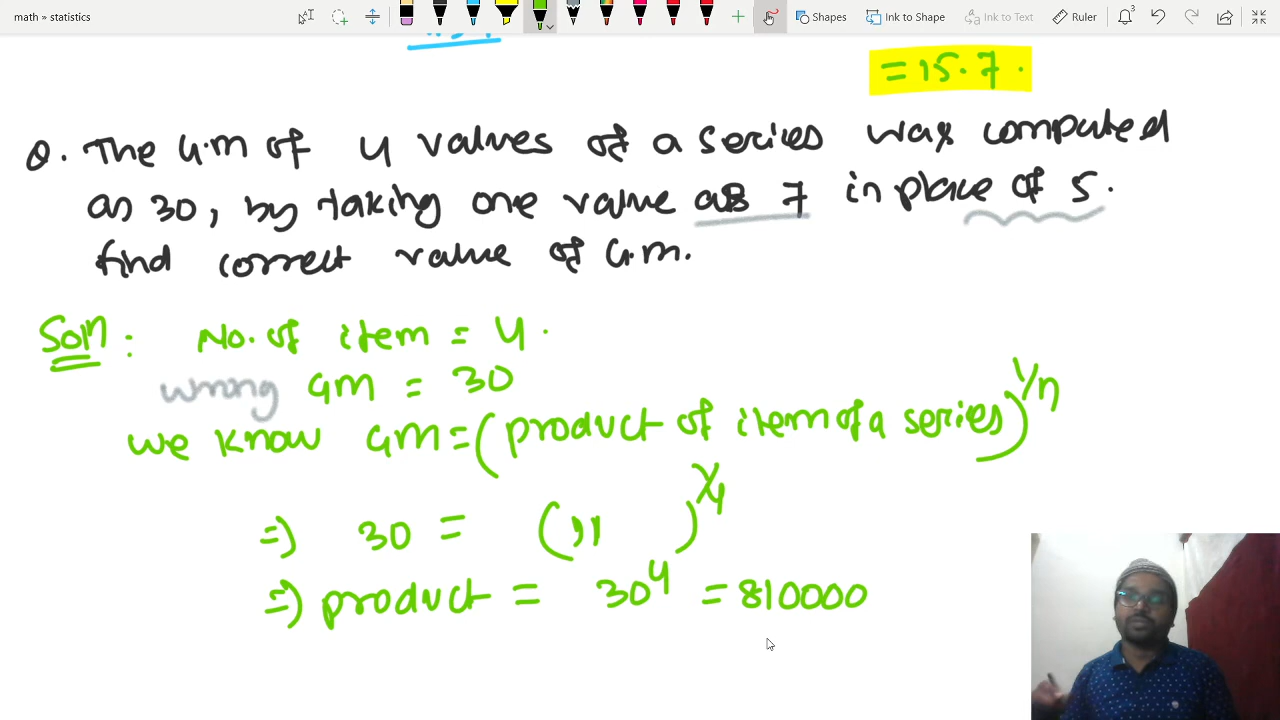 math » statistics
Shapes
Ink to Shape
Ink to Text
Ruler
= 15.7.
Q. The G.M of 4 values of a series was computed
as 30, by taking one value as 7 in place of 5.
find correct value of G.M.
Soln: No. of item = 4.
wrong GM = 30
we know GM = (product of item of a series)^1/n
=) 30 = ( ,, )^1/4
=) product = 30^4 = 810000